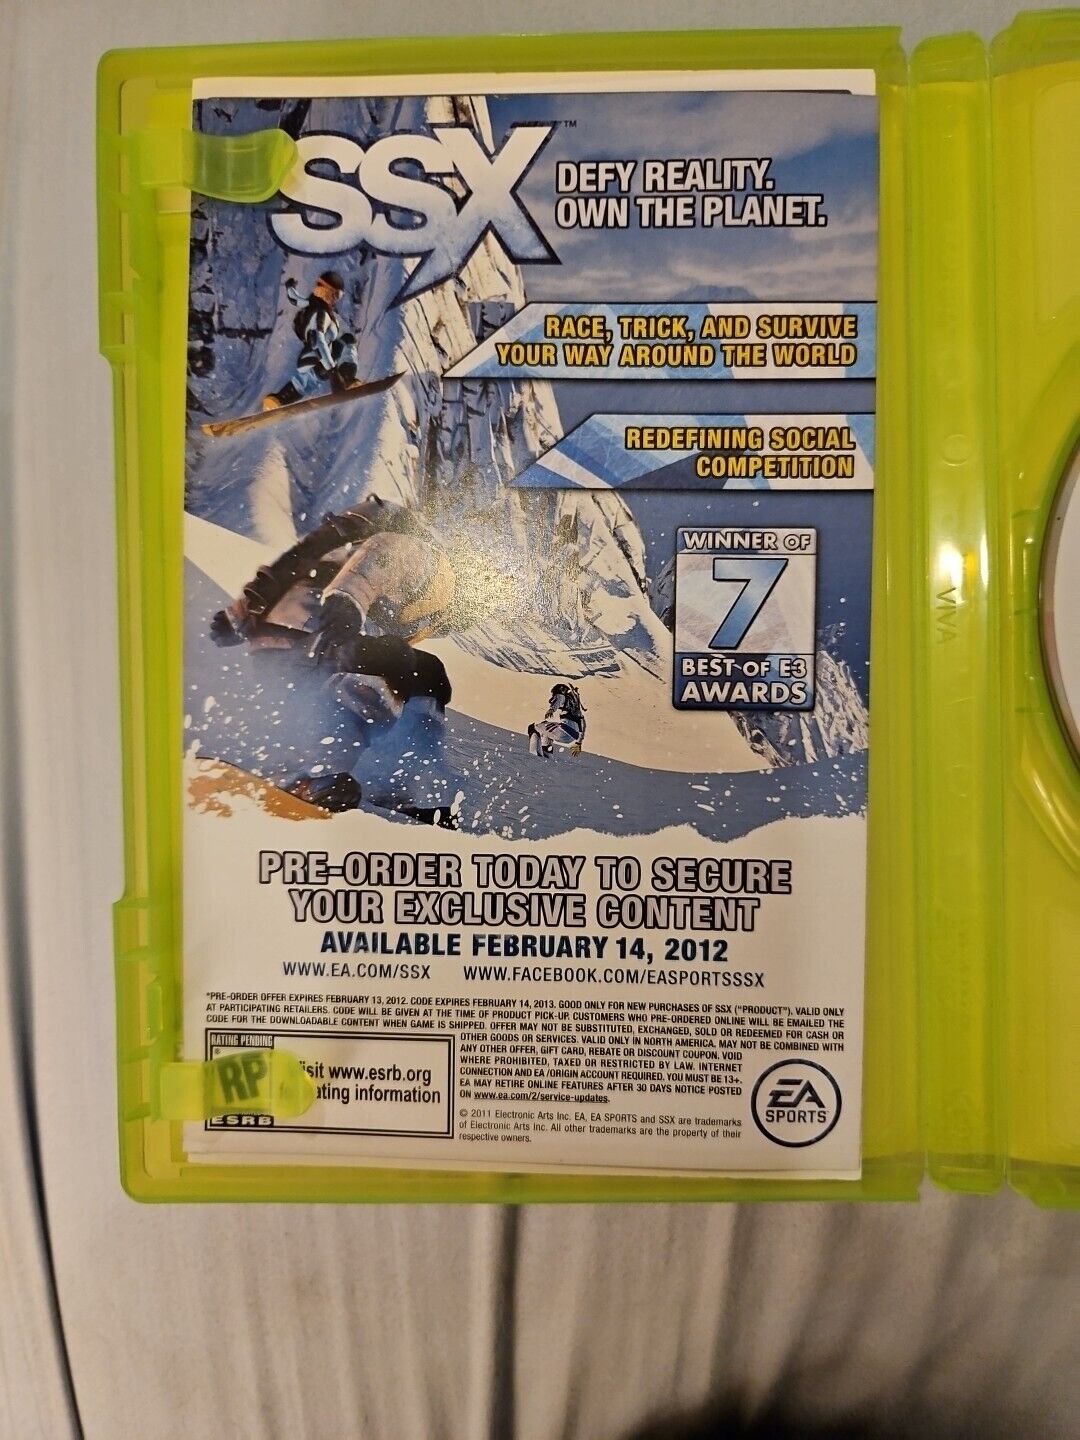 SSX™
DEFY REALITY.
OWN THE PLANET.
RACE, TRICK, AND SURVIVE
YOUR WAY AROUND THE WORLD
REDEFINING SOCIAL
COMPETITION
WINNER OF
7
BEST OF E3
AWARDS
VIVA
PRE-ORDER TODAY TO SECURE
YOUR EXCLUSIVE CONTENT
AVAILABLE FEBRUARY 14, 2012
WWW.EA.COM/SSX WWW.FACEBOOK.COM/EASPORTSSSX
*PRE-ORDER OFFER EXPIRES FEBRUARY 13, 2012. CODE EXPIRES FEBRUARY 14, 2013. GOOD ONLY FOR NEW PURCHASES OF SSX ("PRODUCT"). VALID ONLY
AT PARTICIPATING RETAILERS. CODE WILL BE GIVEN AT THE TIME OF PRODUCT PICK-UP. CUSTOMERS WHO PRE-ORDERED ONLINE WILL BE EMAILED THE
CODE FOR THE DOWNLOADABLE CONTENT WHEN GAME IS SHIPPED. OFFER MAY NOT BE SUBSTITUTED, EXCHANGED, SOLD OR REDEEMED FOR CASH OR
OTHER GOODS OR SERVICES. VALID ONLY IN NORTH AMERICA. MAY NOT BE COMBINED WITH
ANY OTHER OFFER, GIFT CARD, REBATE OR DISCOUNT COUPON. VOID
WHERE PROHIBITED, TAXED OR RESTRICTED BY LAW. INTERNET
CONNECTION AND EA /ORIGIN ACCOUNT REQUIRED. YOU MUST BE 13+.
EA MAY RETIRE ONLINE FEATURES AFTER 30 DAYS NOTICE POSTED
ON www.ea.com/2/service-updates.
© 2011 Electronic Arts Inc. EA, EA SPORTS and SSX are trademarks
of Electronic Arts Inc. All other trademarks are the property of their
respective owners.
RATING PENDING
RP
ESRB
isit www.esrb.org
ating information
EA
SPORTS™